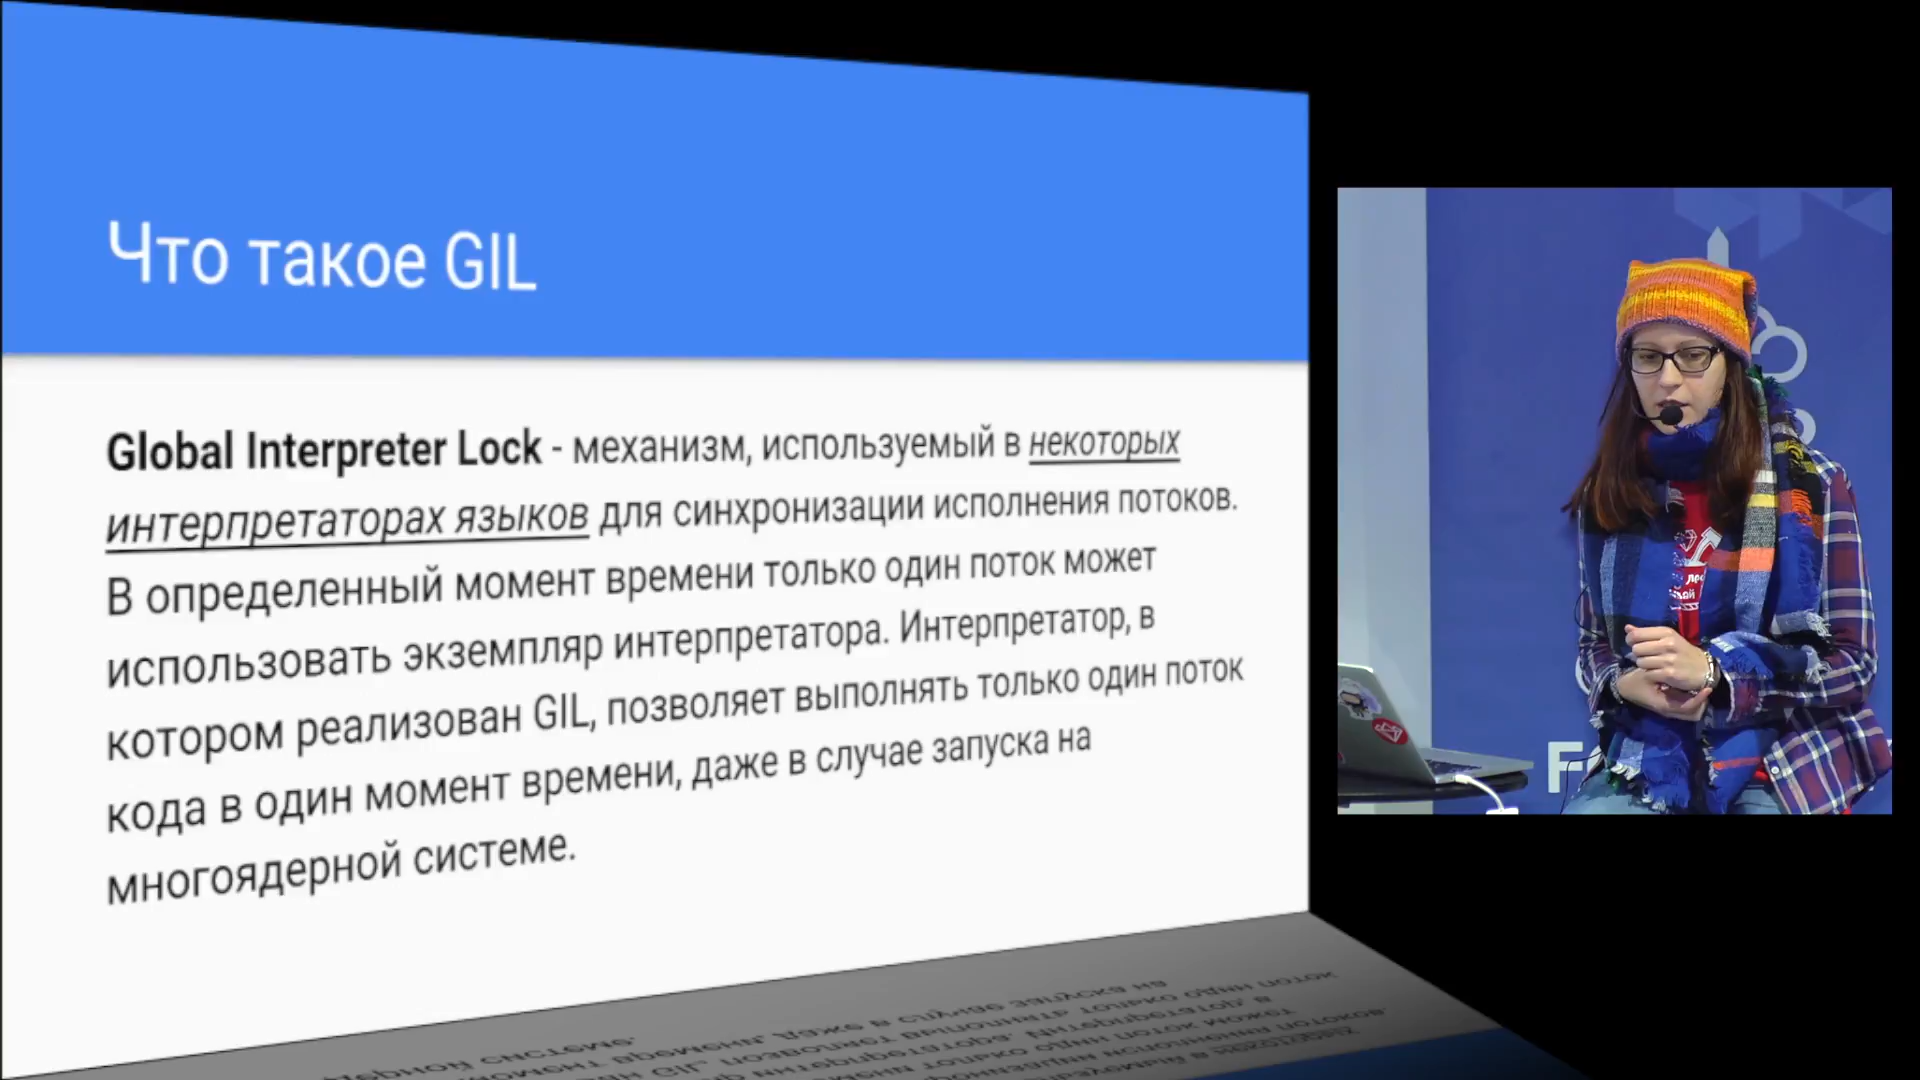 Что такое GIL
Global Interpreter Lock - механизм, используемый в некоторых
интерпретаторах языков для синхронизации исполнения потоков.
В определенный момент времени только один поток может
использовать экземпляр интерпретатора. Интерпретатор, в
котором реализован GIL, позволяет выполнять только один поток
кода в один момент времени, даже в случае запуска на
многоядерной системе.